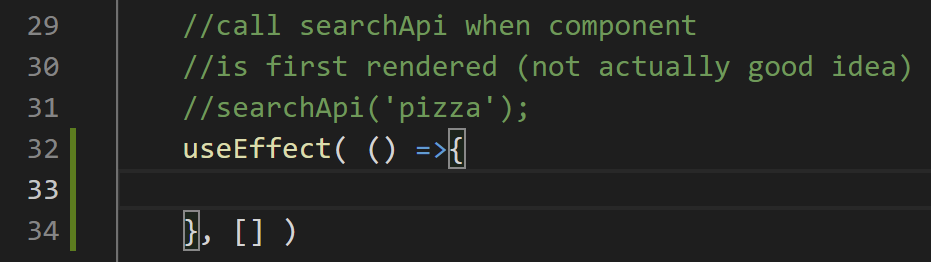 29 //call searchApi when component
30 //is first rendered (not actually good idea)
31 //searchApi('pizza');
32 useEffect( () =>{
33
34 }, [] )